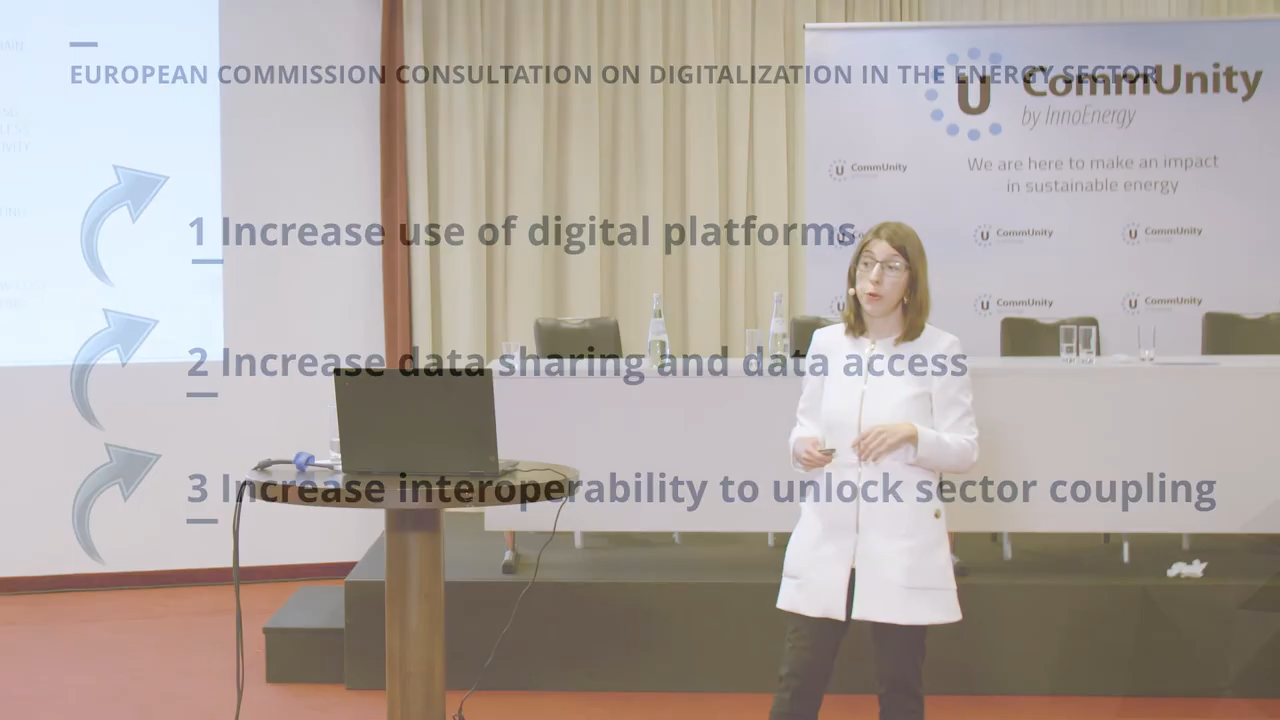 EUROPEAN COMMISSION CONSULTATION ON DIGITALIZATION IN THE ENERGY SECTOR
U CommUnity
by InnoEnergy
We are here to make an impact
in sustainable energy
U CommUnity
1 Increase use of digital platforms
U
U CommUnity
U CommUnity
U
U CommUnity
U CommUnity
2 Increase data sharing and data access
3 Increase interoperability to unlock sector coupling